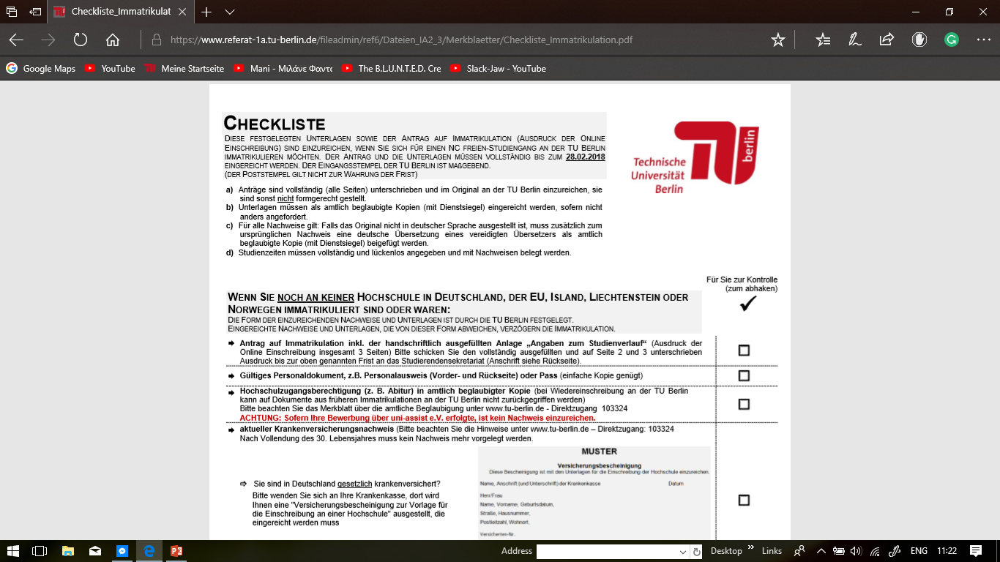 Checkliste_Immatrikulat
https://www.referat-1a.tu-berlin.de/fileadmin/ref6/Dateien_IA2_3/Merkblaetter/Checkliste_Immatrikulation.pdf
Google Maps YouTube Meine Startseite Mani - Μιλάνε Φαντα The B.L.U.N.T.E.D. Cre Slack-Jaw - YouTube
CHECKLISTE
DIESE FESTGELEGTEN UNTERLAGEN SOWIE DER ANTRAG AUF IMMATRIKULATION (AUSDRUCK DER ONLINE
EINSCHREIBUNG) SIND EINZUREICHEN, WENN SIE SICH FÜR EINEN NC FREIEN-STUDIENGANG AN DER TU BERLIN
IMMATRIKULIEREN MÖCHTEN. DER ANTRAG UND DIE UNTERLAGEN MÜSSEN VOLLSTÄNDIG BIS ZUM 28.02.2018
EINGEREICHT WERDEN. DER EINGANGSSTEMPEL DER TU BERLIN IST MAßGEBEND.
(DER POSTSTEMPEL GILT NICHT ZUR WAHRUNG DER FRIST)
Technische
Universität
Berlin
berlin
a) Anträge sind vollständig (alle Seiten) unterschrieben und im Original an der TU Berlin einzureichen, sie
sind sonst nicht formgerecht gestellt.
b) Unterlagen müssen als amtlich beglaubigte Kopien (mit Dienstsiegel) eingereicht werden, sofern nicht
anders angefordert.
c) Für alle Nachweise gilt: Falls das Original nicht in deutscher Sprache ausgestellt ist, muss zusätzlich zum
ursprünglichen Nachweis eine deutsche Übersetzung eines vereidigten Übersetzers als amtlich
beglaubigte Kopie (mit Dienstsiegel) beigefügt werden.
d) Studienzeiten müssen vollständig und lückenlos angegeben und mit Nachweisen belegt werden.
Für Sie zur Kontrolle
(zum abhaken)
WENN SIE NOCH AN KEINER HOCHSCHULE IN DEUTSCHLAND, DER EU, ISLAND, LIECHTENSTEIN ODER
NORWEGEN IMMATRIKULIERT SIND ODER WAREN:
DIE FORM DER EINZUREICHENDEN NACHWEISE UND UNTERLAGEN IST DURCH DIE TU BERLIN FESTGELEGT.
EINGEREICHTE NACHWEISE UND UNTERLAGEN, DIE VON DIESER FORM ABWEICHEN, VERZÖGERN DIE IMMATRIKULATION.
Antrag auf Immatrikulation inkl. der handschriftlich ausgefüllten Anlage „Angaben zum Studienverlauf“ (Ausdruck der
Online Einschreibung insgesamt 3 Seiten) Bitte schicken Sie den vollständig ausgefüllten und auf Seite 2 und 3 unterschrieben
Ausdruck bis zur oben genannten Frist an das Studierendensekretariat (Anschrift siehe Rückseite).
Gültiges Personaldokument, z.B. Personalausweis (Vorder- und Rückseite) oder Pass (einfache Kopie genügt)
Hochschulzugangsberechtigung (z. B. Abitur) in amtlich beglaubigter Kopie (bei Wiedereinschreibung an der TU Berlin
kann auf Dokumente aus früheren Immatrikulationen an der TU Berlin nicht zurückgegriffen werden)
Bitte beachten Sie das Merkblatt über die amtliche Beglaubigung unter www.tu-berlin.de - Direktzugang 103324
ACHTUNG: Sofern Ihre Bewerbung über uni-assist e.V. erfolgte, ist kein Nachweis einzureichen.
aktueller Krankenversicherungsnachweis (Bitte beachten Sie die Hinweise unter www.tu-berlin.de – Direktzugang: 103324
Nach Vollendung des 30. Lebensjahres muss kein Nachweis mehr vorgelegt werden.
Sie sind in Deutschland gesetzlich krankenversichert?
Bitte wenden Sie sich an Ihre Krankenkasse, dort wird
Ihnen eine "Versicherungsbescheinigung zur Vorlage für
die Einschreibung an einer Hochschule" ausgestellt, die
eingereicht werden muss
MUSTER
Versicherungsbescheinigung
Diese Bescheinigung ist mit den Unterlagen für die Einschreibung der Hochschule einzureichen.
Name, Anschrift (und Unterschrift) der Krankenkasse Datum
Herr/Frau
Name, Vorname, Geburtsdatum,
Straße, Hausnummer,
Postleitzahl, Wohnort,
Versicherten-Nr.
Address Desktop Links ENG 11:22